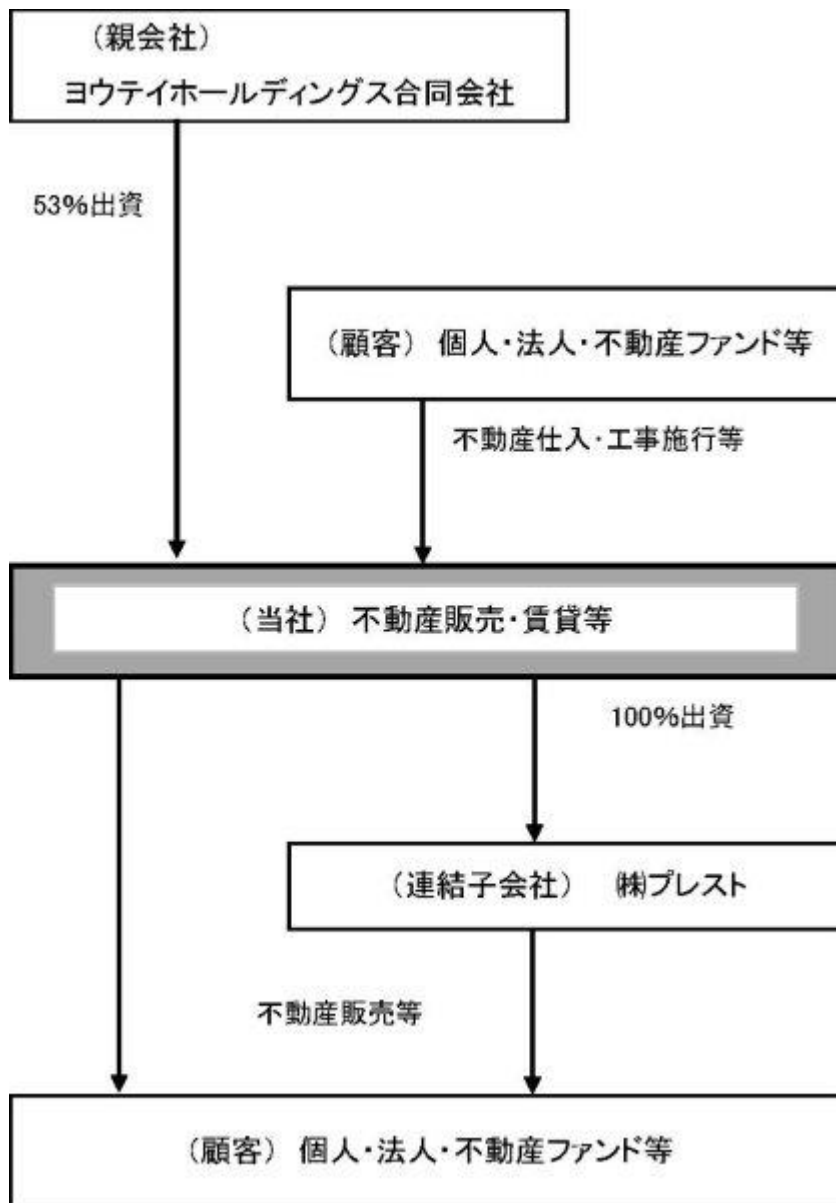 (親会社)
ヨウテイホールディングス合同会社
53%出資
(顧客) 個人・法人・不動産ファンド等
不動産仕入・工事施行等
(当社) 不動産販売・賃貸等
100%出資
(連結子会社) ㈱プレスト
不動産販売等
(顧客) 個人・法人・不動産ファンド等